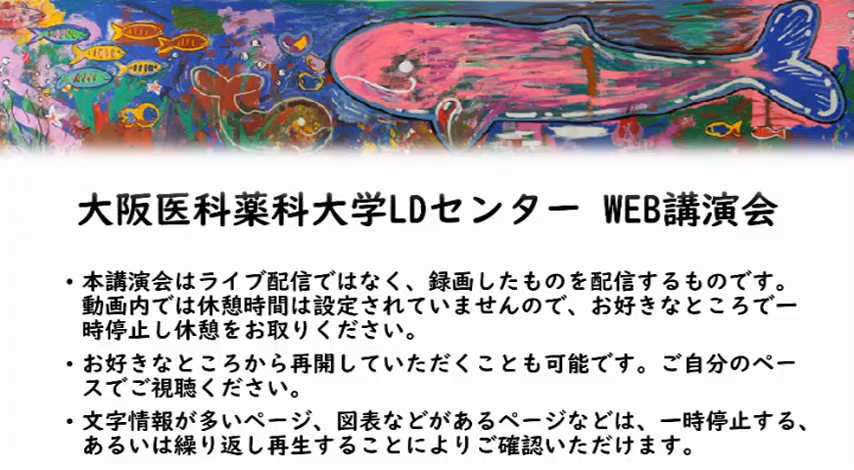 大阪医科薬科大学LDセンター WEB講演会
・本講演会はライブ配信ではなく、録画したものを配信するものです。
動画内では休憩時間は設定されていませんので、お好きなところで一
時停止し休憩をお取りください。
・お好きなところから再開していただくことも可能です。ご自分のペー
スでご視聴ください。
・文字情報が多いページ、図表などがあるページなどは、一時停止する、
あるいは繰り返し再生することによりご確認いただけます。